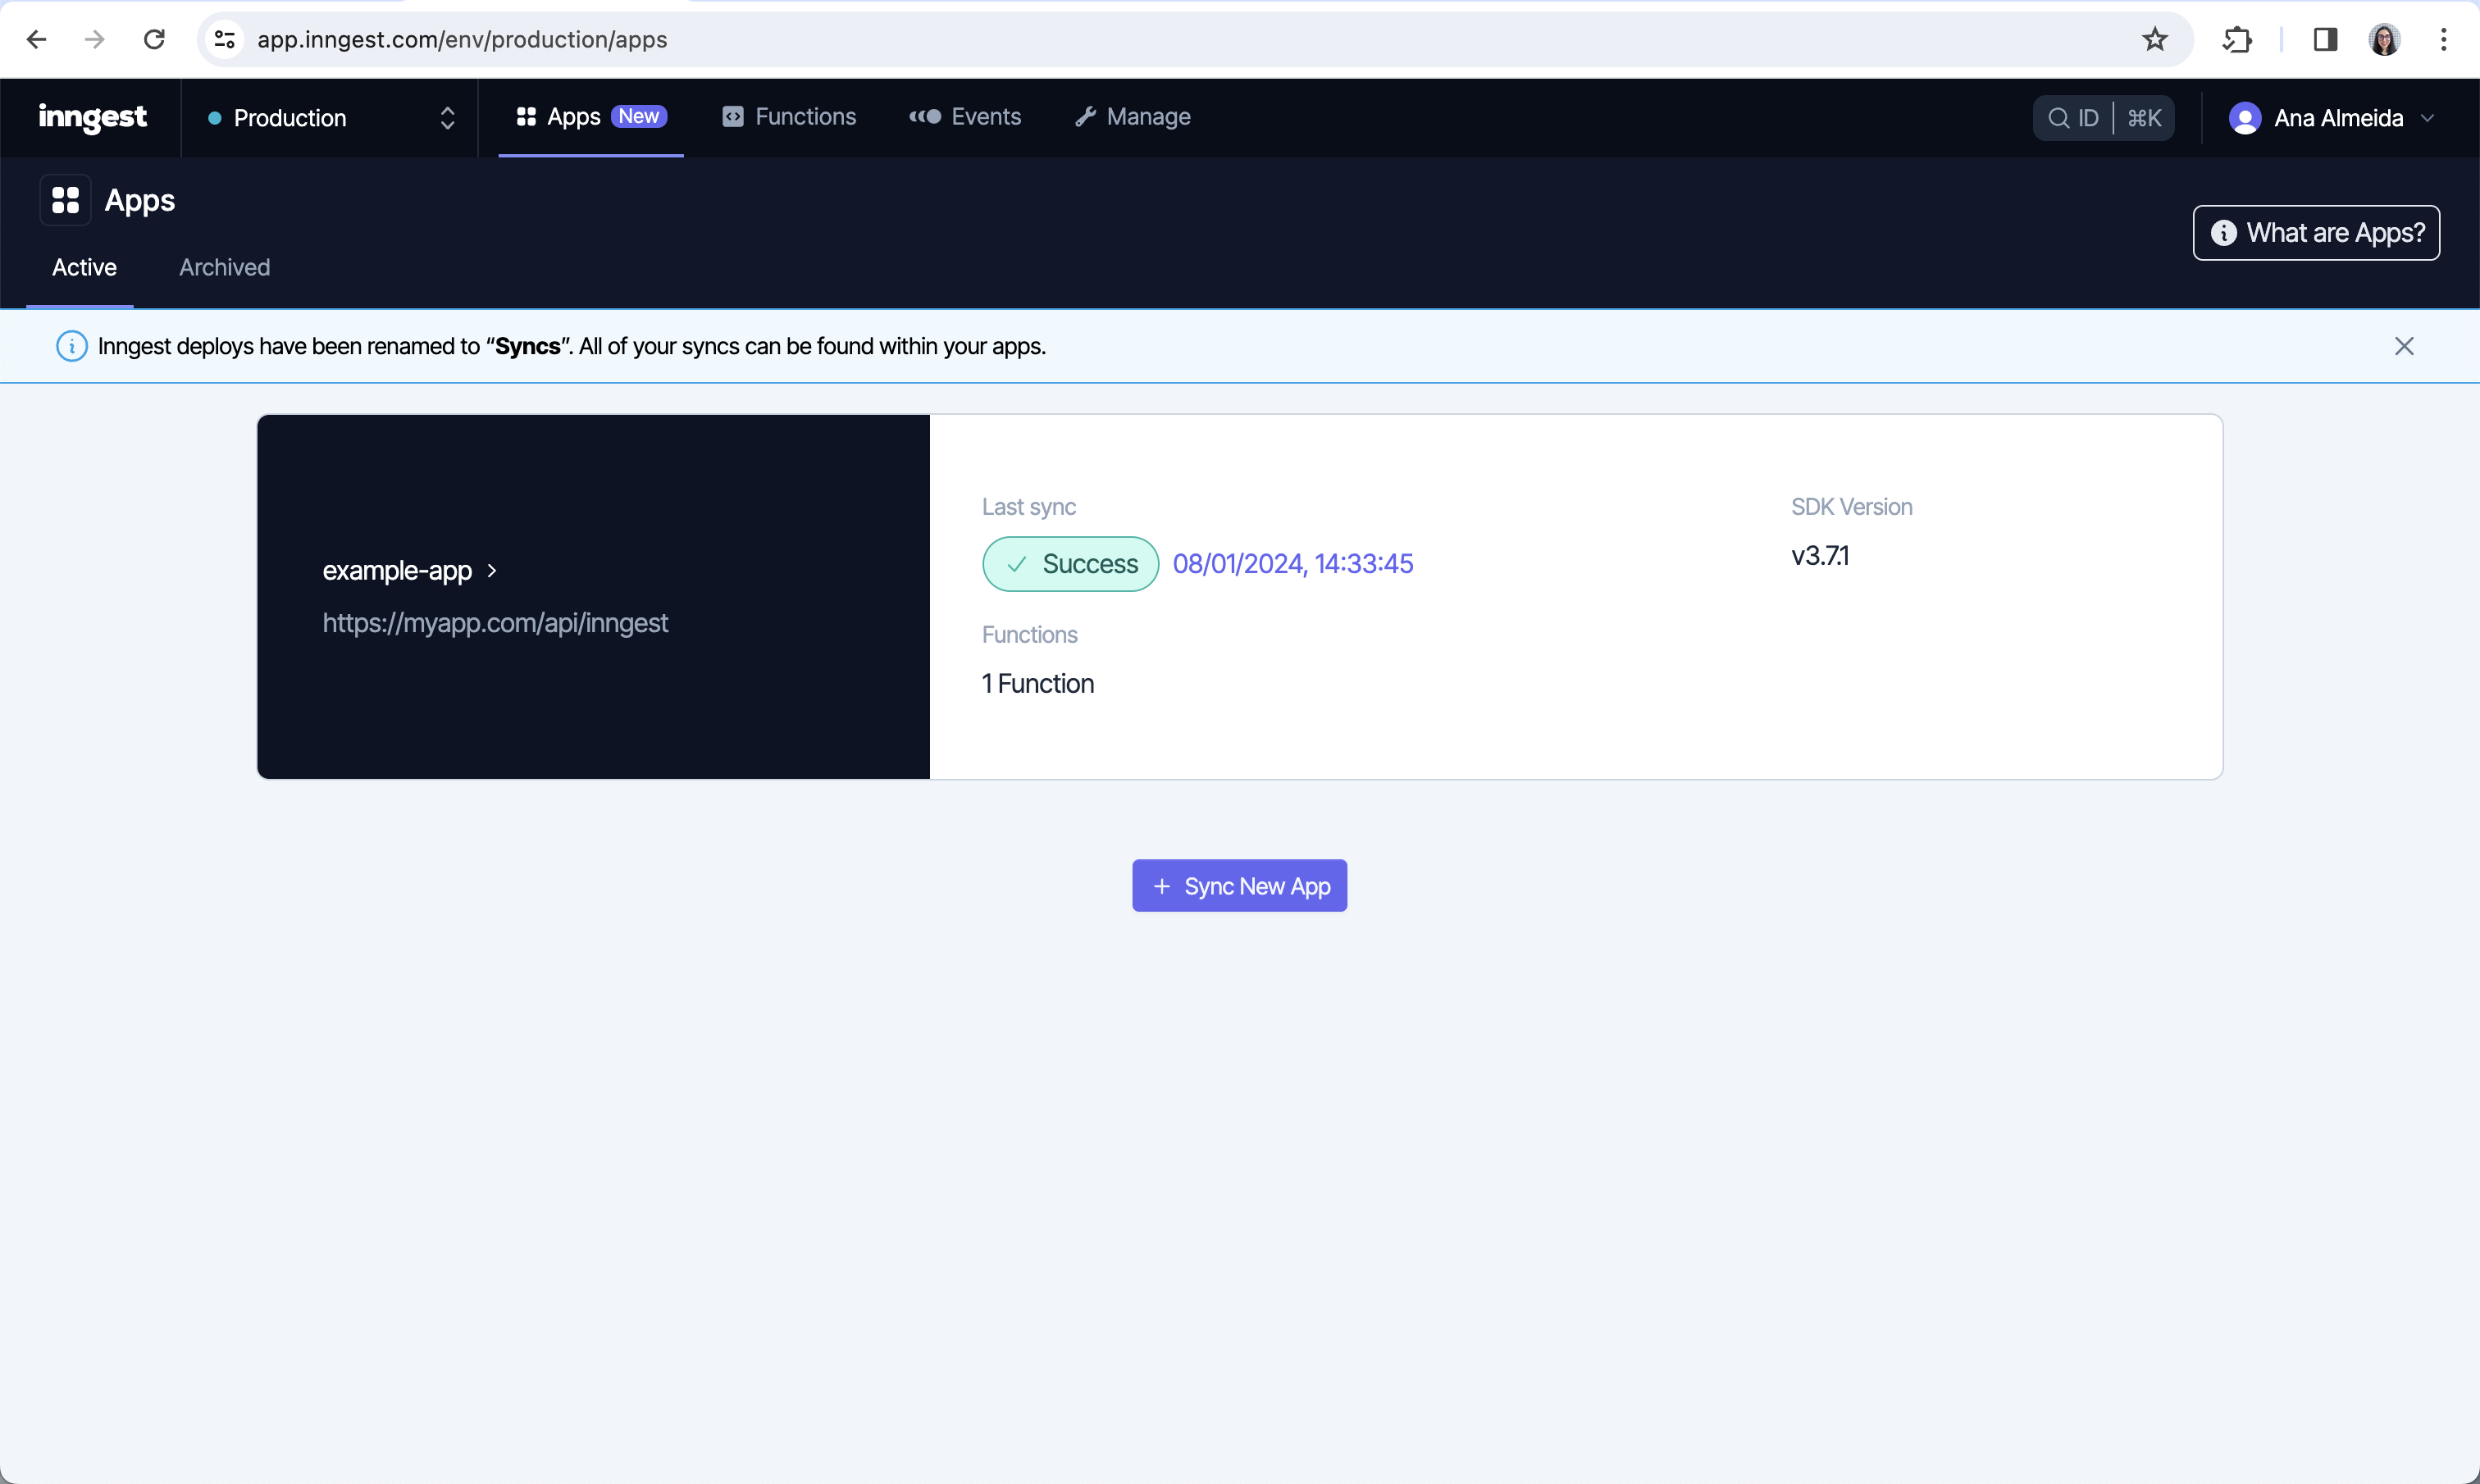 app.inngest.com/env/production/apps
inngest
Production
Apps New
Functions
Events
Manage
ID ⌘K
Ana Almeida
Apps
What are Apps?
Active
Archived
Inngest deploys have been renamed to “Syncs”. All of your syncs can be found within your apps.
example-app
https://myapp.com/api/inngest
Last sync
Success 08/01/2024, 14:33:45
SDK Version
v3.7.1
Functions
1 Function
+ Sync New App